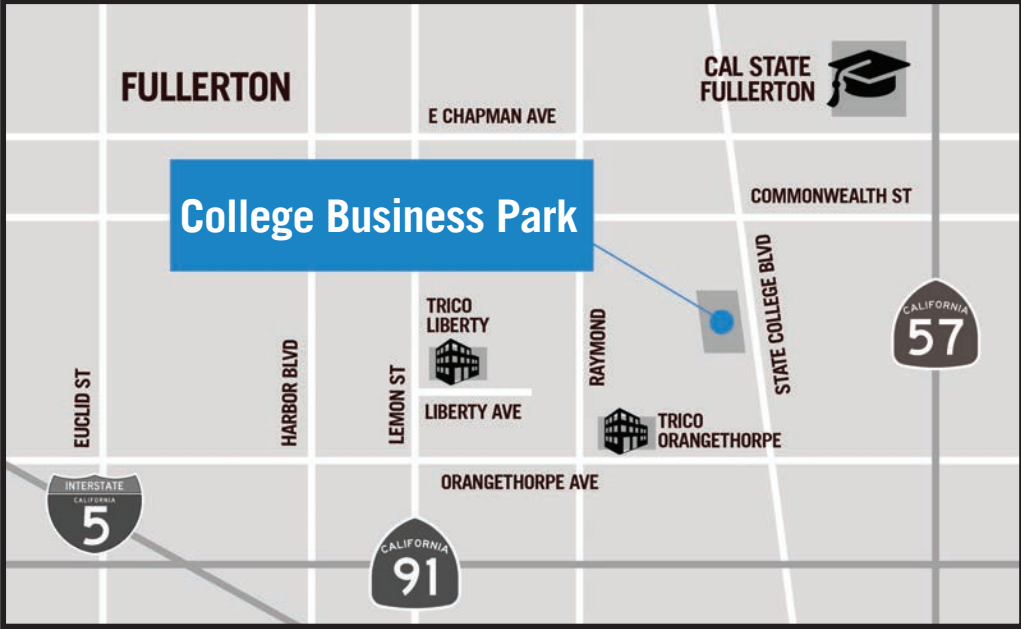 FULLERTON
CAL STATE
FULLERTON
E CHAPMAN AVE
COMMONWEALTH ST
College Business Park
STATE COLLEGE BLVD
CALIFORNIA
57
TRICO
LIBERTY
RAYMOND
EUCLID ST
HARBOR BLVD
LEMON ST
LIBERTY AVE
TRICO
ORANGETHORPE
ORANGETHORPE AVE
INTERSTATE
CALIFORNIA
5
CALIFORNIA
91